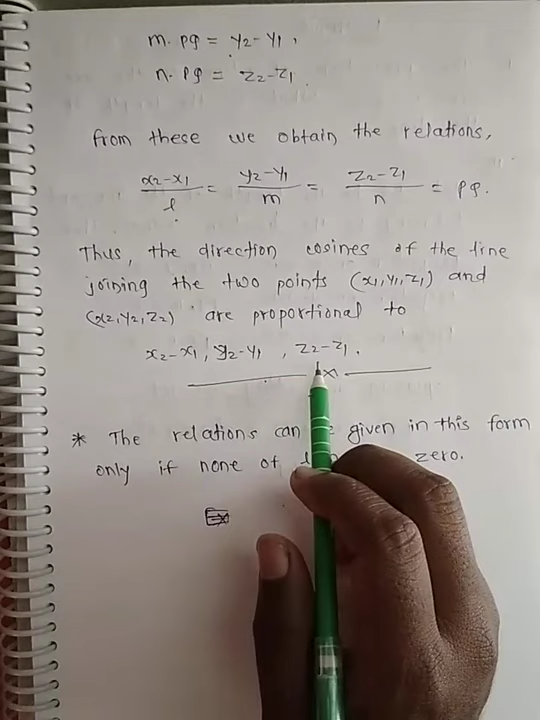 m. PQ = y2 - y1,
n. PQ = z2 - z1
from these we obtain the relations,
x2-x1/l = y2-y1/m = z2-z1/n = PQ.
Thus, the direction cosines of the line
joining the two points (x1, y1, z1) and
(x2, y2, z2) are proportional to
x2-x1, y2-y1, z2-z1.
* The relations can given in this form
only if none of zero.